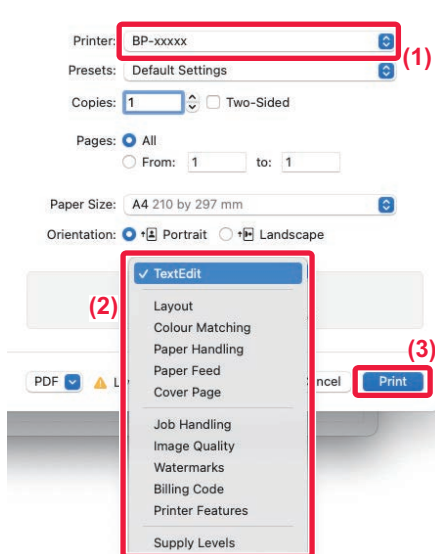 Printer: BP-xxxxx
(1)
Presets: Default Settings
Copies: 1 Two-Sided
Pages: All
From: 1 to: 1
Paper Size: A4 210 by 297 mm
Orientation: Portrait Landscape
(2)
✓ TextEdit
Layout
Colour Matching
Paper Handling
Paper Feed
Cover Page
Job Handling
Image Quality
Watermarks
Billing Code
Printer Features
Supply Levels
(3)
PDF L ncel Print